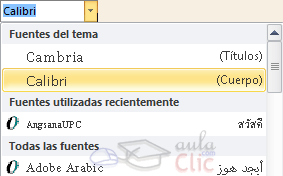 Calibri
Fuentes del tema
Cambria (Títulos)
Calibri (Cuerpo)
Fuentes utilizadas recientemente
AngsanaUPC สวัสดี
Todas las fuentes
Adobe Arabic أيجد هوز
aula
Clic